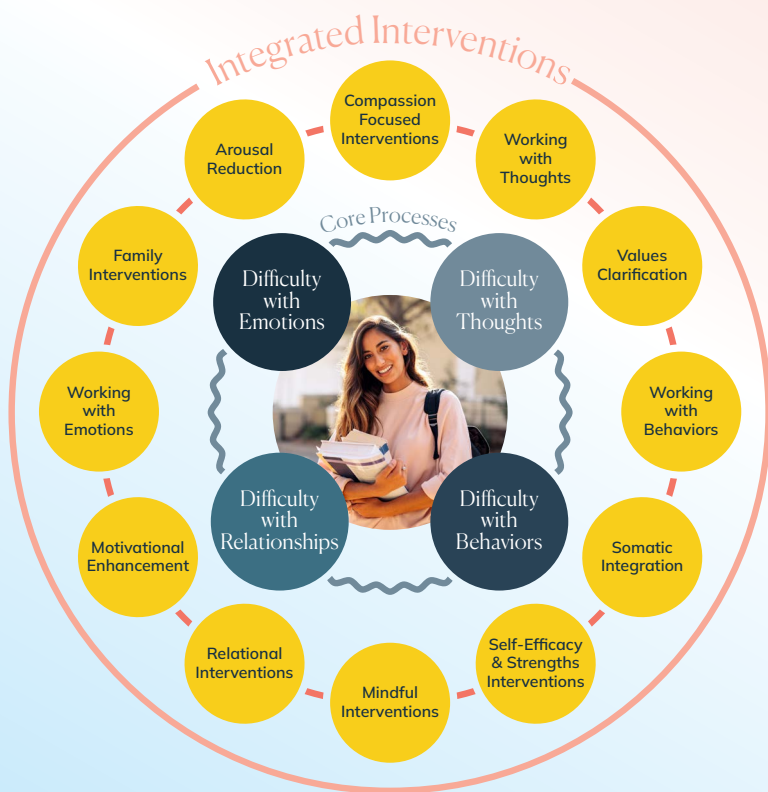 Integrated Interventions
Compassion
Focused
Interventions
Working
with
Thoughts
Values
Clarification
Working
with
Behaviors
Somatic
Integration
Self-Efficacy
& Strengths
Interventions
Mindful
Interventions
Relational
Interventions
Motivational
Enhancement
Working
with
Emotions
Family
Interventions
Arousal
Reduction
Core Processes
Difficulty
with
Emotions
Difficulty
with
Thoughts
Difficulty
with
Relationships
Difficulty
with
Behaviors